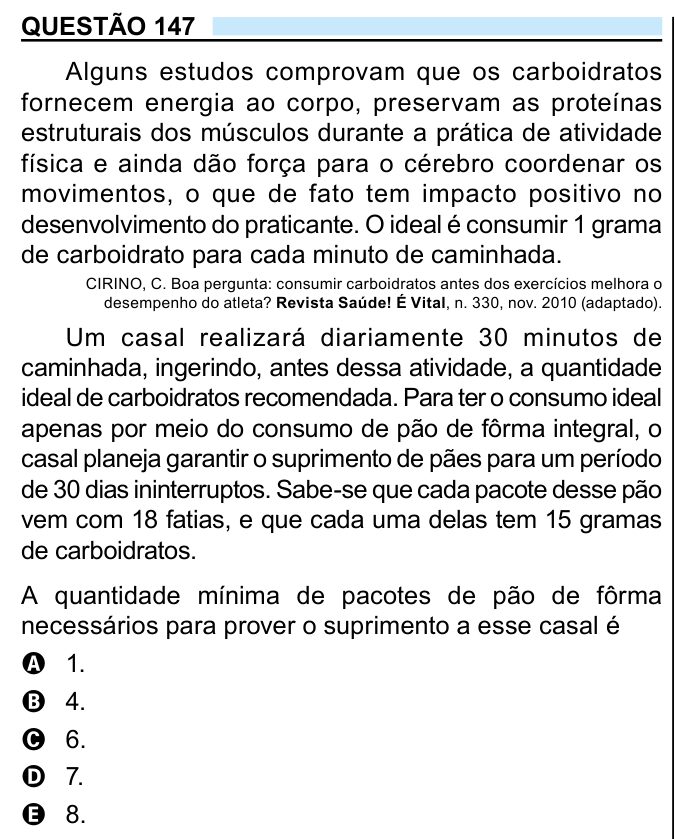 QUESTÃO 147
Alguns estudos comprovam que os carboidratos
fornecem energia ao corpo, preservam as proteínas
estruturais dos músculos durante a prática de atividade
física e ainda dão força para o cérebro coordenar os
movimentos, o que de fato tem impacto positivo no
desenvolvimento do praticante. O ideal é consumir 1 grama
de carboidrato para cada minuto de caminhada.
CIRINO, C. Boa pergunta: consumir carboidratos antes dos exercícios melhora o
desempenho do atleta? Revista Saúde! É Vital, n. 330, nov. 2010 (adaptado).
Um casal realizará diariamente 30 minutos de
caminhada, ingerindo, antes dessa atividade, a quantidade
ideal de carboidratos recomendada. Para ter o consumo ideal
apenas por meio do consumo de pão de fôrma integral, o
casal planeja garantir o suprimento de pães para um período
de 30 dias ininterruptos. Sabe-se que cada pacote desse pão
vem com 18 fatias, e que cada uma delas tem 15 gramas
de carboidratos.
A quantidade mínima de pacotes de pão de fôrma
necessários para prover o suprimento a esse casal é
A 1.
B 4.
C 6.
D 7.
E 8.